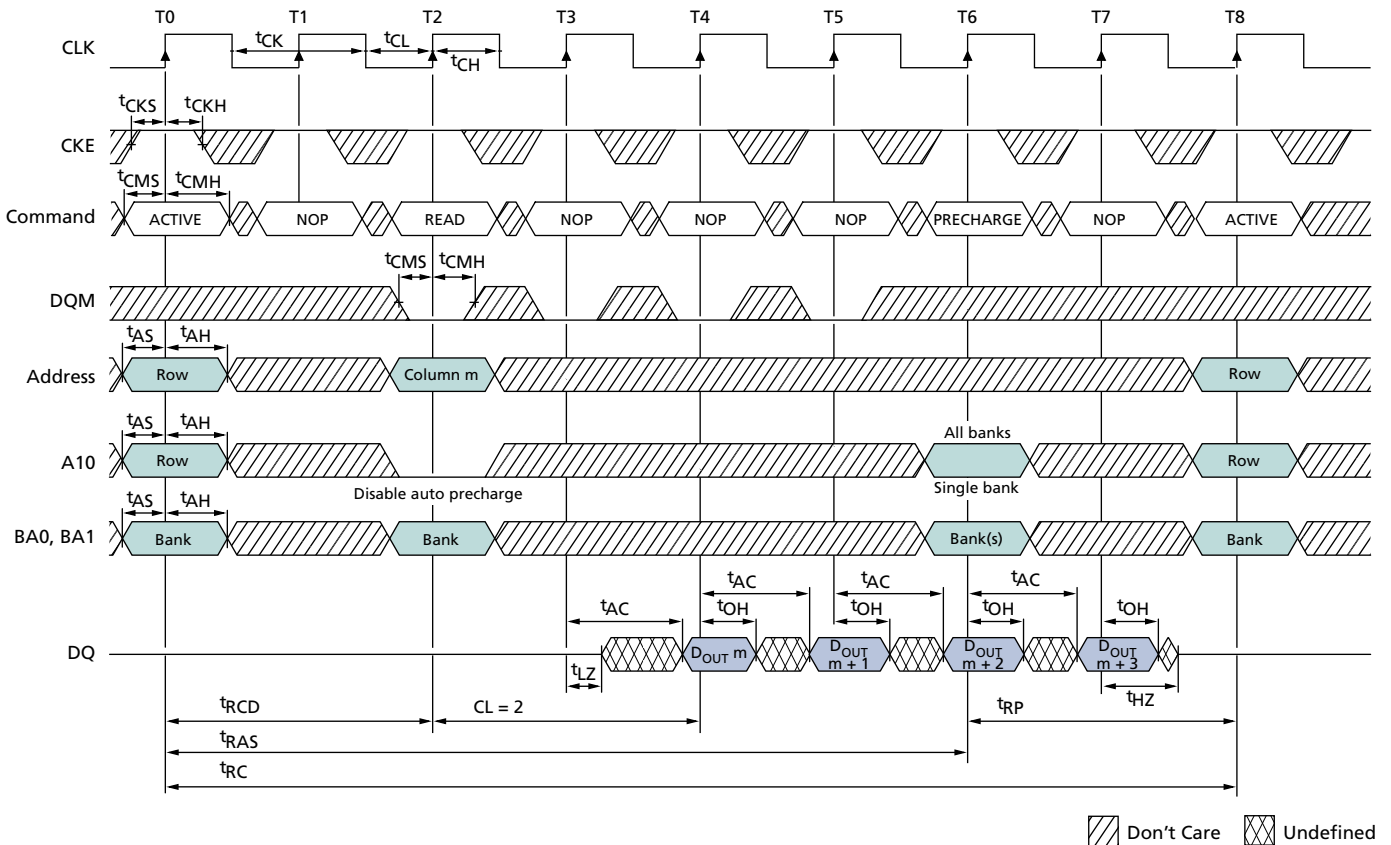 T0 T1 T2 T3 T4 T5 T6 T7 T8
CLK
tCK tCL
tCH
tCKS tCKH
CKE
tCMS tCMH
Command ACTIVE NOP READ NOP NOP NOP PRECHARGE NOP ACTIVE
tCMS tCMH
DQM
tAS tAH
Address Row Column m Row
tAS tAH
All banks
A10 Row Row
Disable auto precharge
Single bank
tAS tAH
BA0, BA1 Bank Bank Bank(s) Bank
tAC tAC tAC tAC
tOH tOH tOH tOH
DQ DOUT m DOUT m + 1 DOUT m + 2 DOUT m + 3
tLZ
tHZ
tRCD CL = 2 tRP
tRAS
tRC
Don't Care Undefined